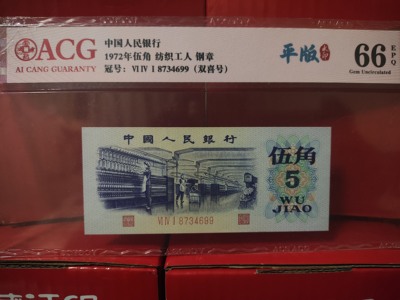 ACG
AI CANG GUARANTY
中国人民银行
1972年伍角 纺织工人 钢章
冠号：VI IV I 8734699（双喜号）
平版
66
EPQ
Gem Uncirculated
中国人民银行
伍角
5
WU
JIAO
VI IV I 8734699